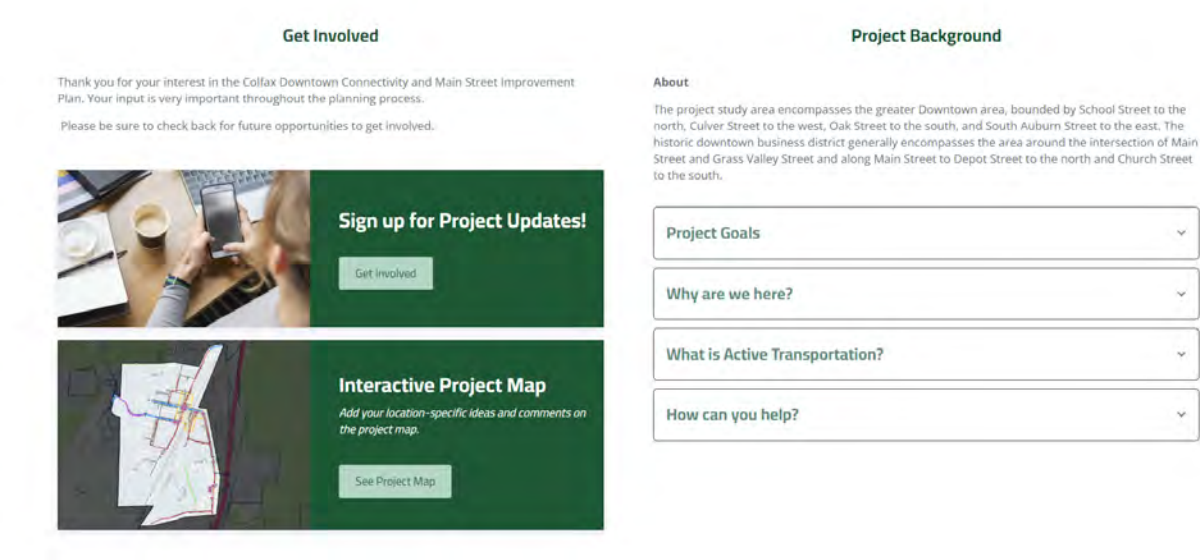 Get Involved
Thank you for your interest in the Colfax Downtown Connectivity and Main Street Improvement
Plan. Your input is very important throughout the planning process.
Please be sure to check back for future opportunities to get involved.
Sign up for Project Updates!
Get Involved
Interactive Project Map
Add your location-specific ideas and comments on
the project map.
See Project Map
Project Background
About
The project study area encompasses the greater Downtown area, bounded by School Street to the
north, Culver Street to the west, Oak Street to the south, and South Auburn Street to the east. The
historic downtown business district generally encompasses the area around the intersection of Main
Street and Grass Valley Street and along Main Street to Depot Street to the north and Church Street
to the south.
Project Goals
Why are we here?
What is Active Transportation?
How can you help?